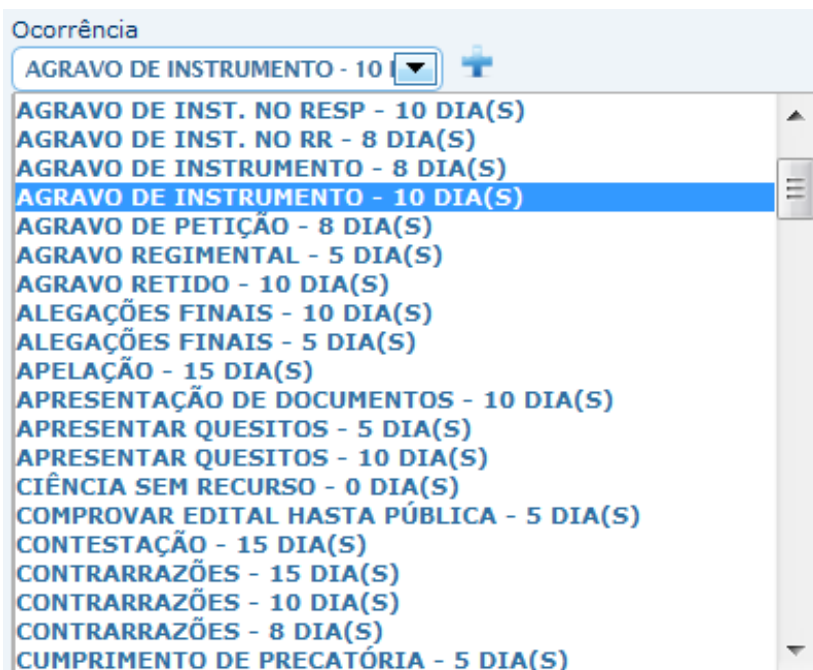 Ocorrência
AGRAVO DE INSTRUMENTO - 10
AGRAVO DE INST. NO RESP - 10 DIA(S)
AGRAVO DE INST. NO RR - 8 DIA(S)
AGRAVO DE INSTRUMENTO - 8 DIA(S)
AGRAVO DE INSTRUMENTO - 10 DIA(S)
AGRAVO DE PETIÇÃO - 8 DIA(S)
AGRAVO REGIMENTAL - 5 DIA(S)
AGRAVO RETIDO - 10 DIA(S)
ALEGAÇÕES FINAIS - 10 DIA(S)
ALEGAÇÕES FINAIS - 5 DIA(S)
APELAÇÃO - 15 DIA(S)
APRESENTAÇÃO DE DOCUMENTOS - 10 DIA(S)
APRESENTAR QUESITOS - 5 DIA(S)
APRESENTAR QUESITOS - 10 DIA(S)
CIÊNCIA SEM RECURSO - 0 DIA(S)
COMPROVAR EDITAL HASTA PÚBLICA - 5 DIA(S)
CONTESTAÇÃO - 15 DIA(S)
CONTRARRAZÕES - 15 DIA(S)
CONTRARRAZÕES - 10 DIA(S)
CONTRARRAZÕES - 8 DIA(S)
CUMPRIMENTO DE PRECATÓRIA - 5 DIA(S)